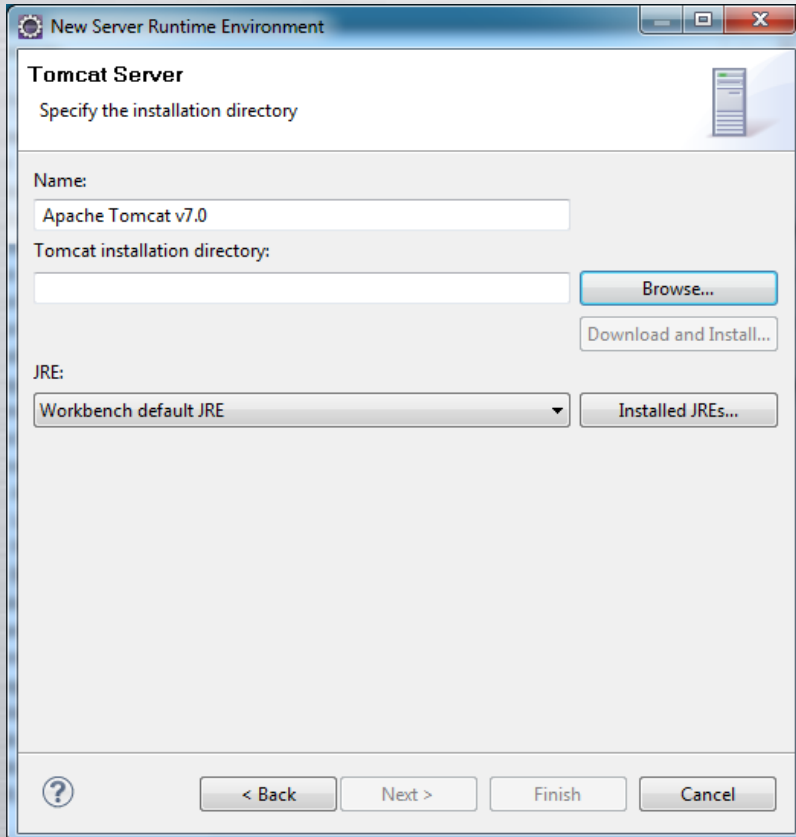 New Server Runtime Environment
Tomcat Server
Specify the installation directory
Name:
Apache Tomcat v7.0
Tomcat installation directory:
Browse...
Download and Install...
JRE:
Workbench default JRE
Installed JREs...
?
< Back
Next >
Finish
Cancel